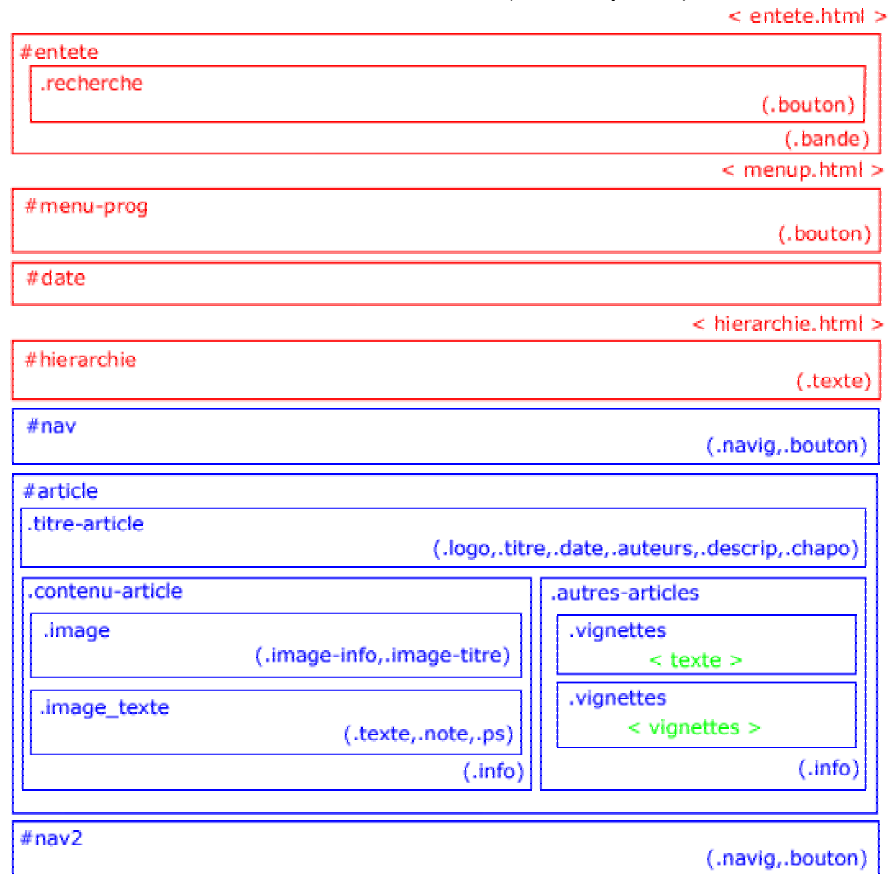 < entete.html >
#entete
.recherche
(.bouton)
(.bande)
< menup.html >
#menu-prog
(.bouton)
#date
< hierarchie.html >
#hierarchie
(.texte)
#nav
(.navig,.bouton)
#article
.titre-article
(.logo,.titre,.date,.auteurs,.descrip,.chapo)
.contenu-article
.image
(.image-info,.image-titre)
.image_texte
(.texte,.note,.ps)
(.info)
.autres-articles
.vignettes
< texte >
.vignettes
< vignettes >
(.info)
#nav2
(.navig,.bouton)